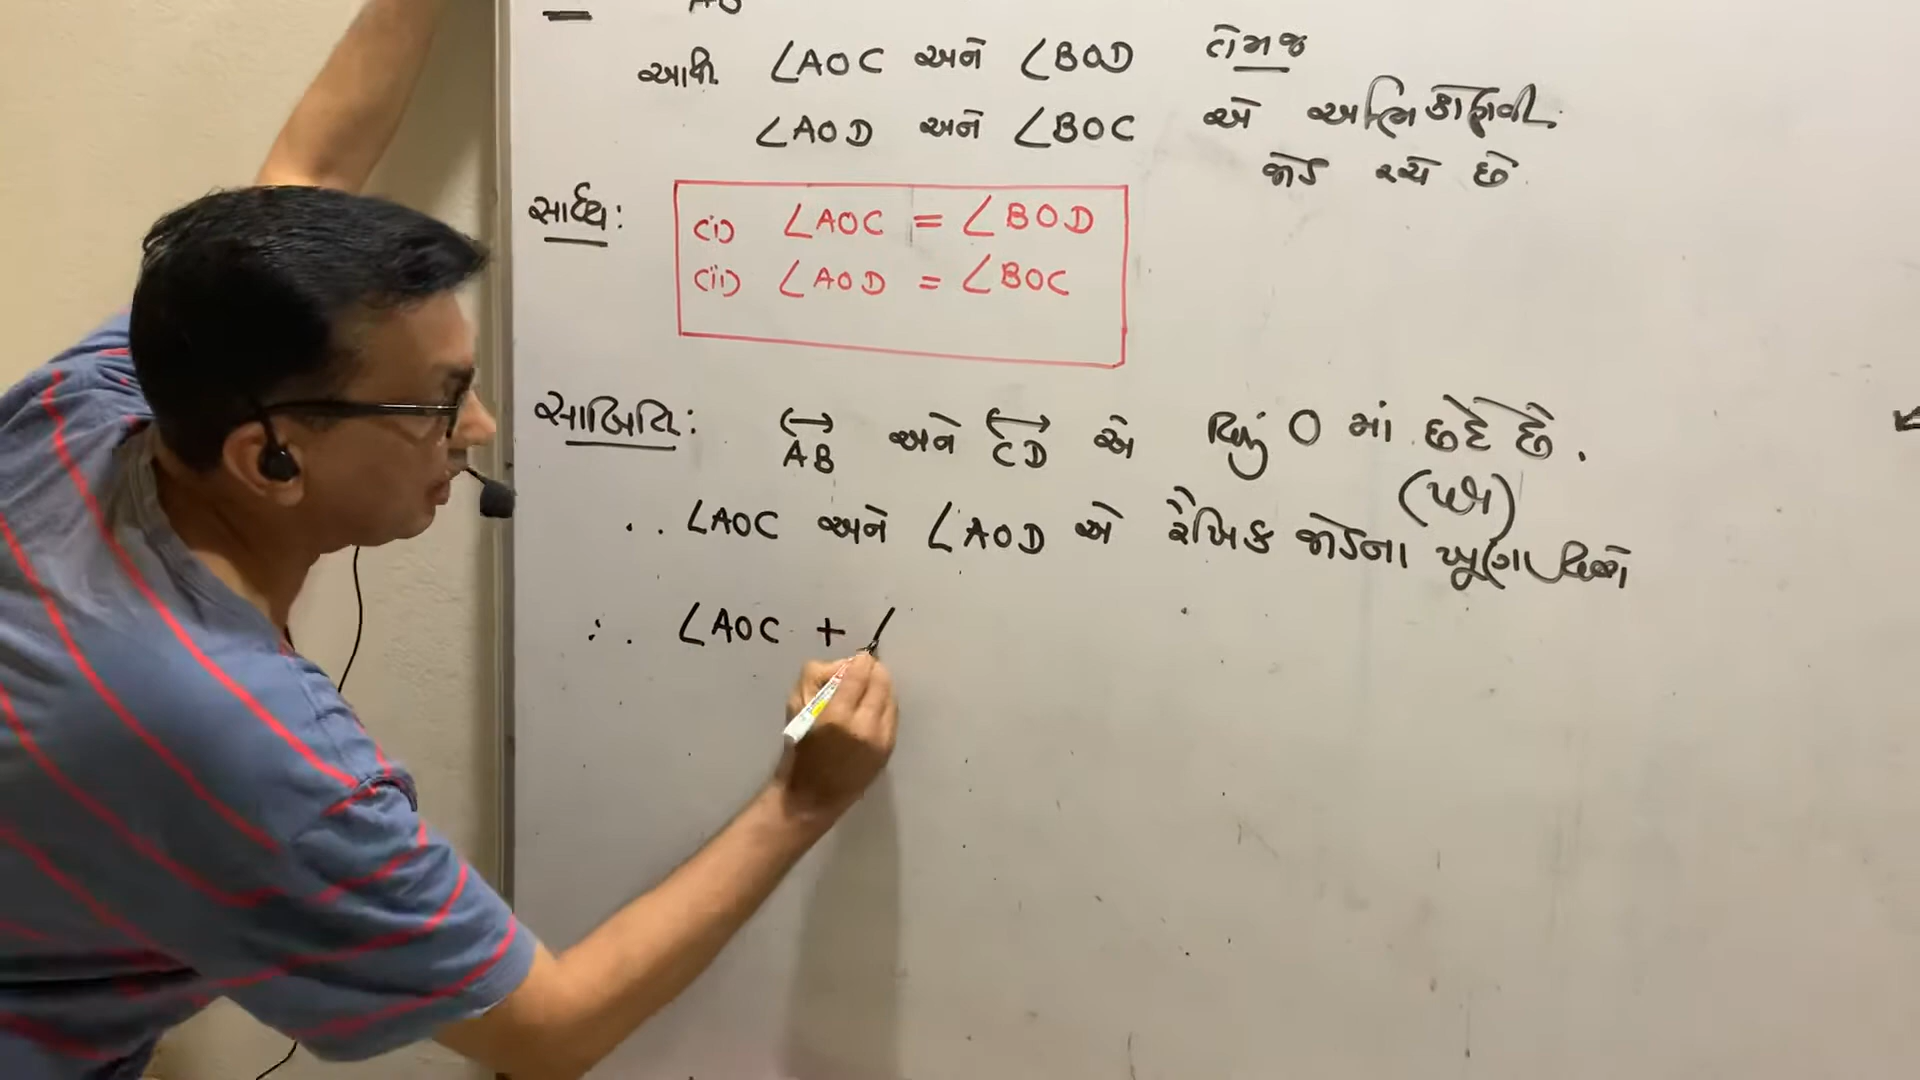 આથી ∠AOC અને ∠BOD તેમજ
∠AOD અને ∠BOC એ અભિકોણની
જોડ રચે છે.
સાધ્ય:
(i) ∠AOC = ∠BOD
(ii) ∠AOD = ∠BOC
સાબિતિ: AB અને CD એ બિંદુ O માં છેદે છે.
(પક્ષ)
∴ ∠AOC અને ∠AOD એ રૈખિક જોડના ખૂણા
∴ ∠AOC + ∠